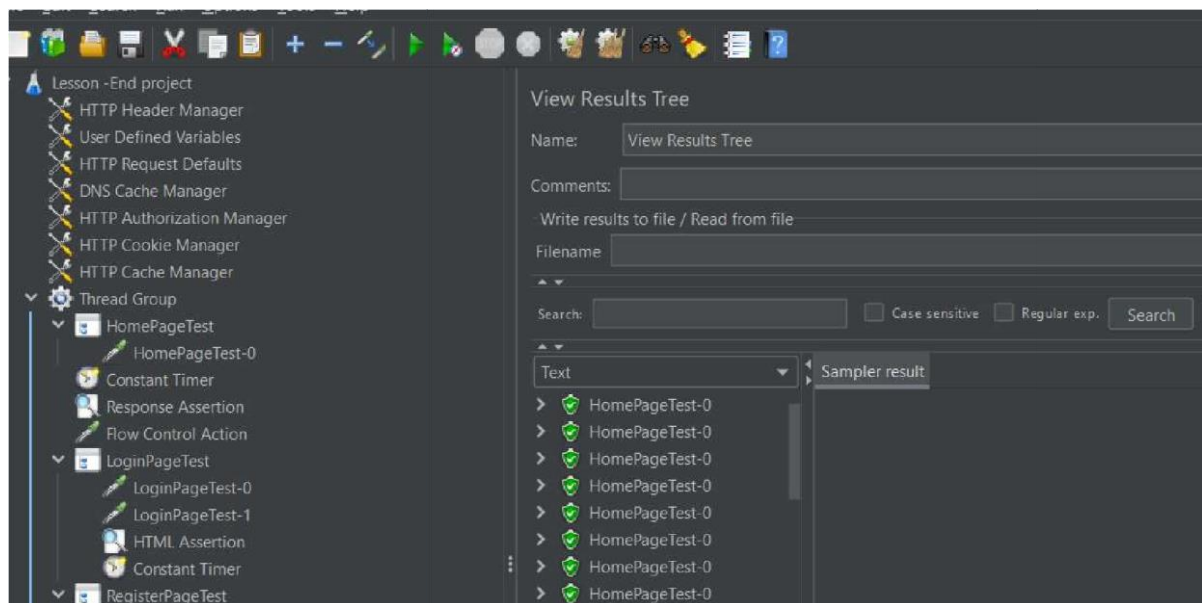 Lesson -End project
HTTP Header Manager
User Defined Variables
HTTP Request Defaults
DNS Cache Manager
HTTP Authorization Manager
HTTP Cookie Manager
HTTP Cache Manager
Thread Group
HomePageTest
HomePageTest-0
Constant Timer
Response Assertion
Flow Control Action
LoginPageTest
LoginPageTest-0
LoginPageTest-1
HTML Assertion
Constant Timer
RegisterPageTest
View Results Tree
Name: View Results Tree
Comments:
Write results to file / Read from file
Filename
Search: Case sensitive Regular exp. Search
Text Sampler result
HomePageTest-0
HomePageTest-0
HomePageTest-0
HomePageTest-0
HomePageTest-0
HomePageTest-0
HomePageTest-0
HomePageTest-0